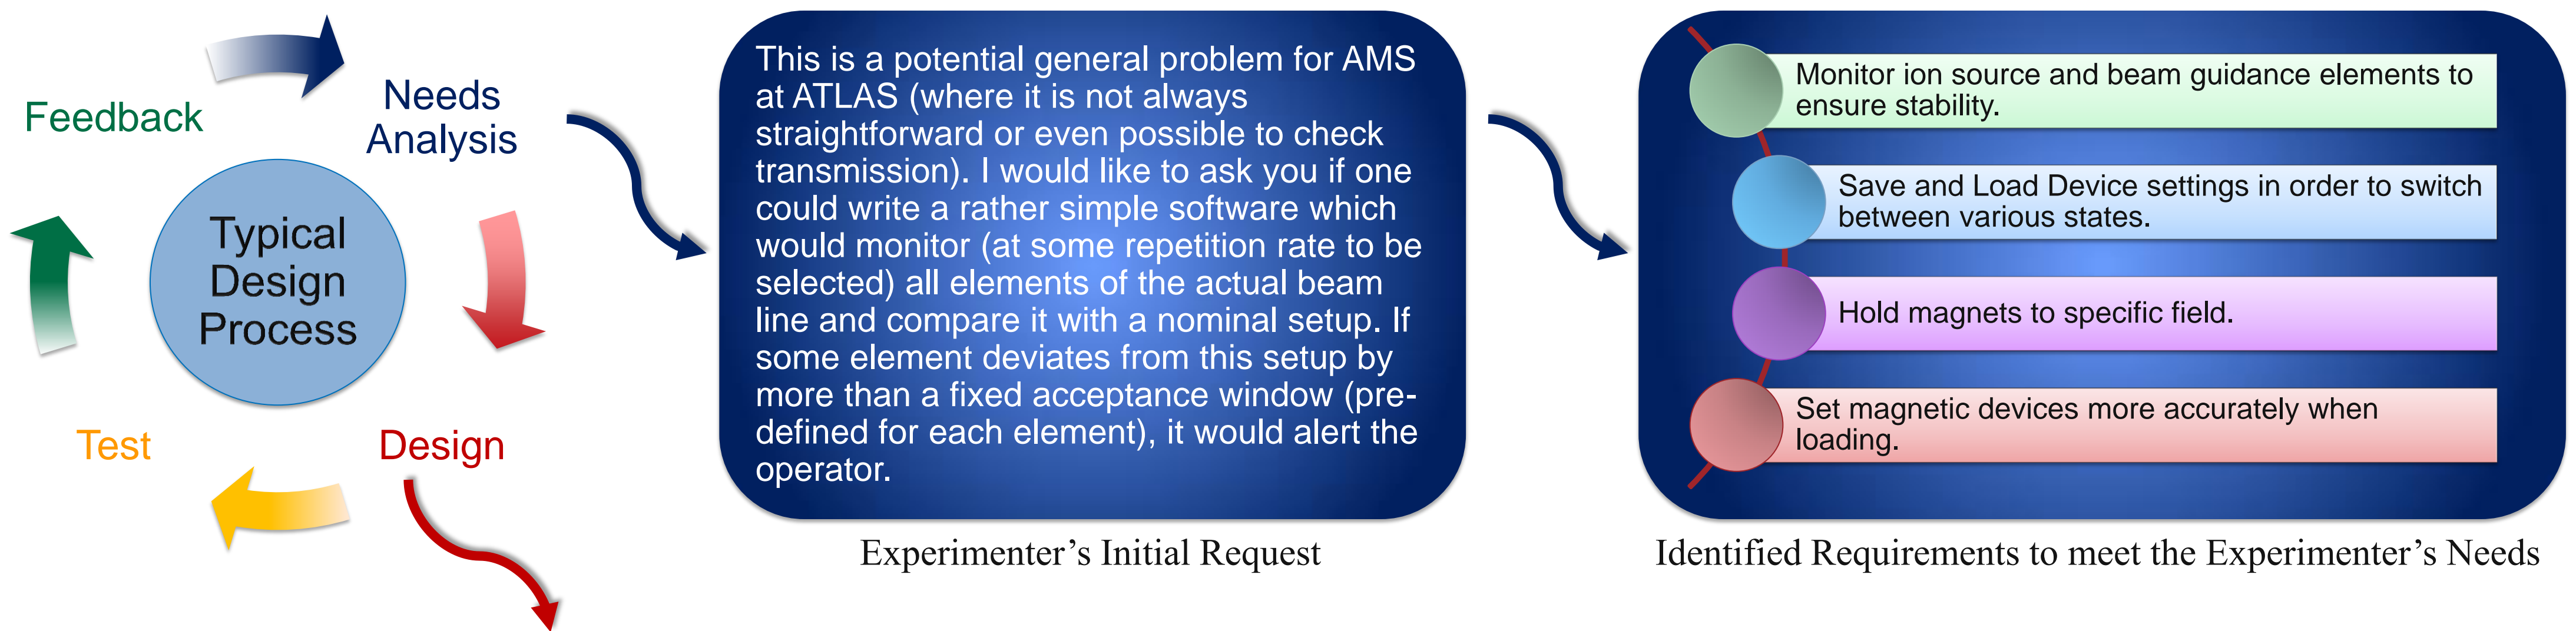 Feedback
Needs
Analysis
Typical
Design
Process
Test
Design
This is a potential general problem for AMS
at ATLAS (where it is not always
straightforward or even possible to check
transmission). I would like to ask you if one
could write a rather simple software which
would monitor (at some repetition rate to be
selected) all elements of the actual beam
line and compare it with a nominal setup. If
some element deviates from this setup by
more than a fixed acceptance window (pre-
defined for each element), it would alert the
operator.
Experimenter’s Initial Request
Monitor ion source and beam guidance elements to
ensure stability.
Save and Load Device settings in order to switch
between various states.
Hold magnets to specific field.
Set magnetic devices more accurately when
loading.
Identified Requirements to meet the Experimenter’s Needs